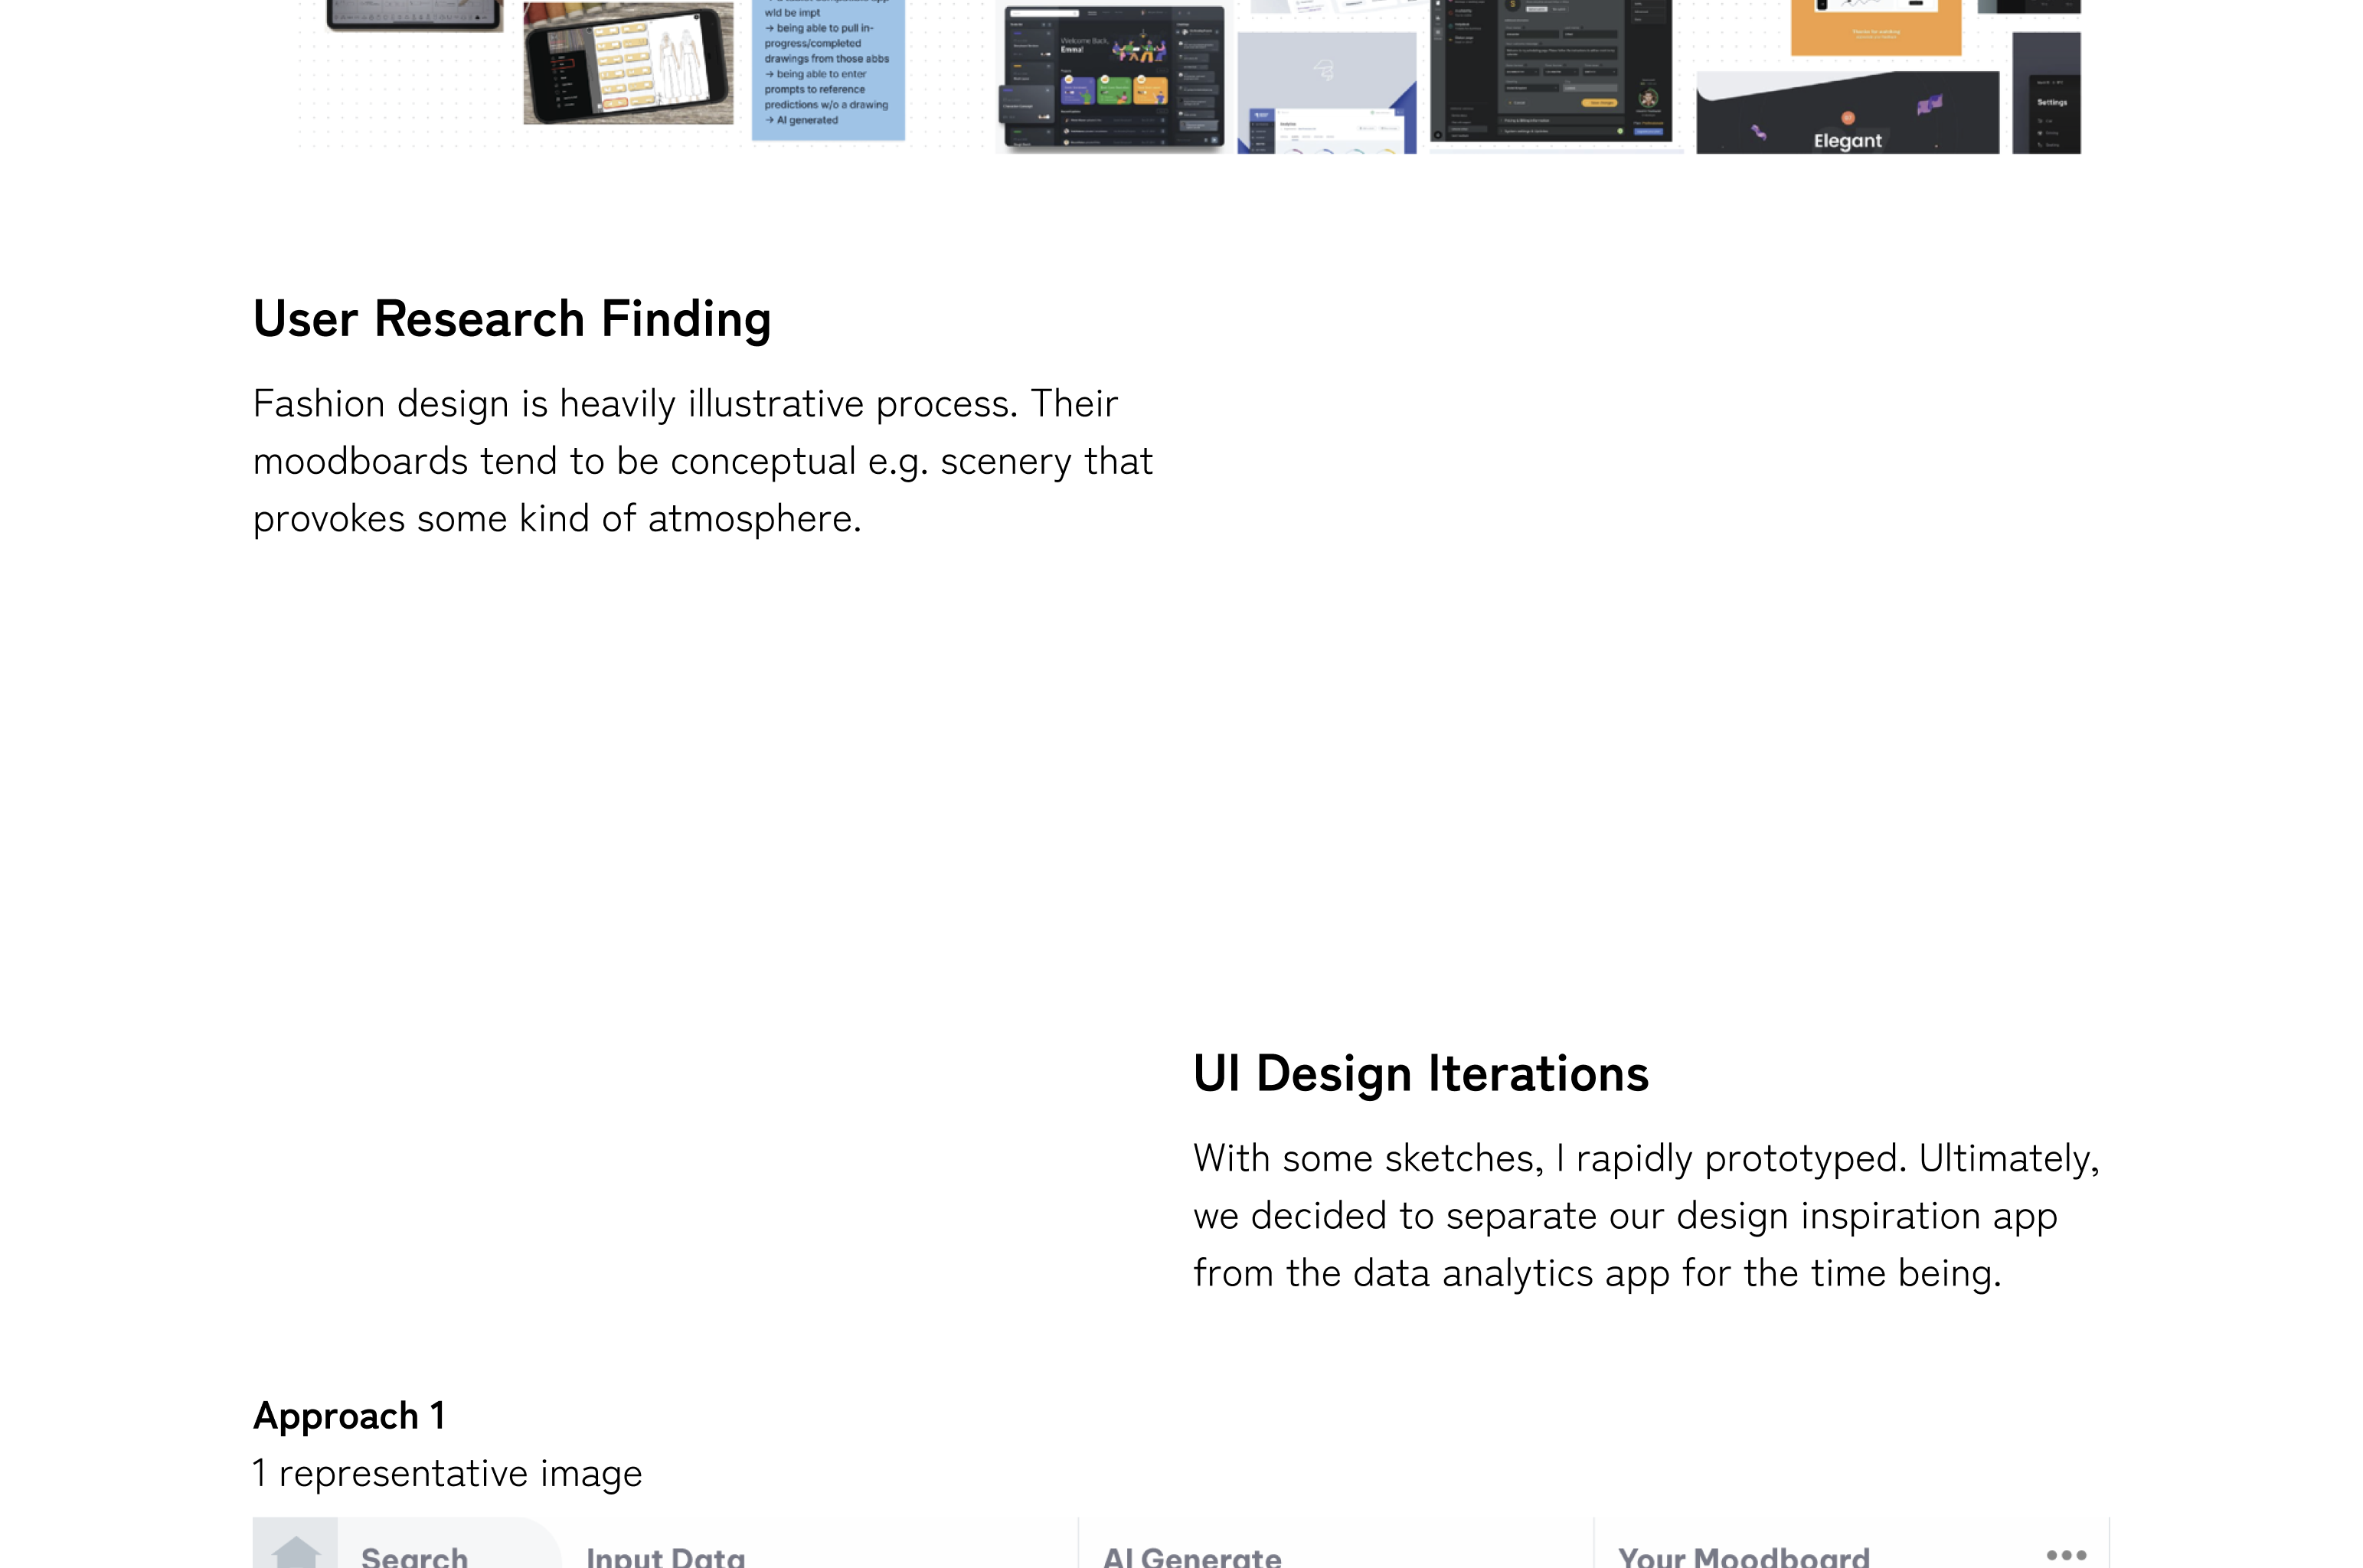 wld be impt
→ being able to pull in-
progress/completed
drawings from those abbs
→ being able to enter
prompts to reference
predictions w/o a drawing
→ AI generated
Welcome Back,
Emma!
Elegant
Settings
User Research Finding
Fashion design is heavily illustrative process. Their
moodboards tend to be conceptual e.g. scenery that
provokes some kind of atmosphere.
UI Design Iterations
With some sketches, I rapidly prototyped. Ultimately,
we decided to separate our design inspiration app
from the data analytics app for the time being.
Approach 1
1 representative image
Search
Input Data
AI Generate
Your Moodboard